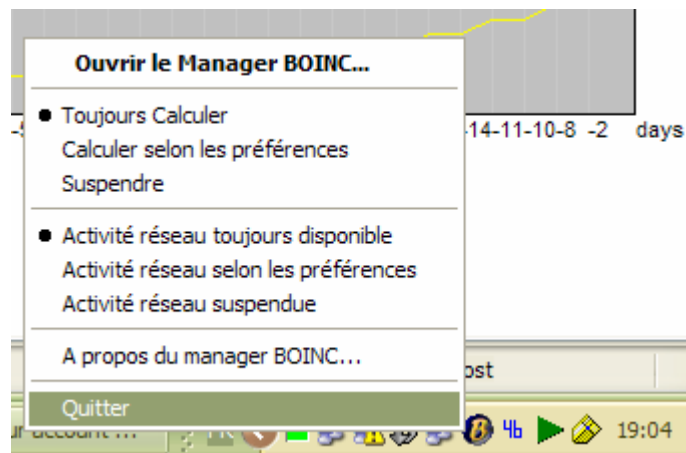 Ouvrir le Manager BOINC...
Toujours Calculer
-14-11-10-8 -2 days
Calculer selon les préférences
Suspendre
Activité réseau toujours disponible
Activité réseau selon les préférences
Activité réseau suspendue
A propos du manager BOINC...
Quitter
account ...
19:04